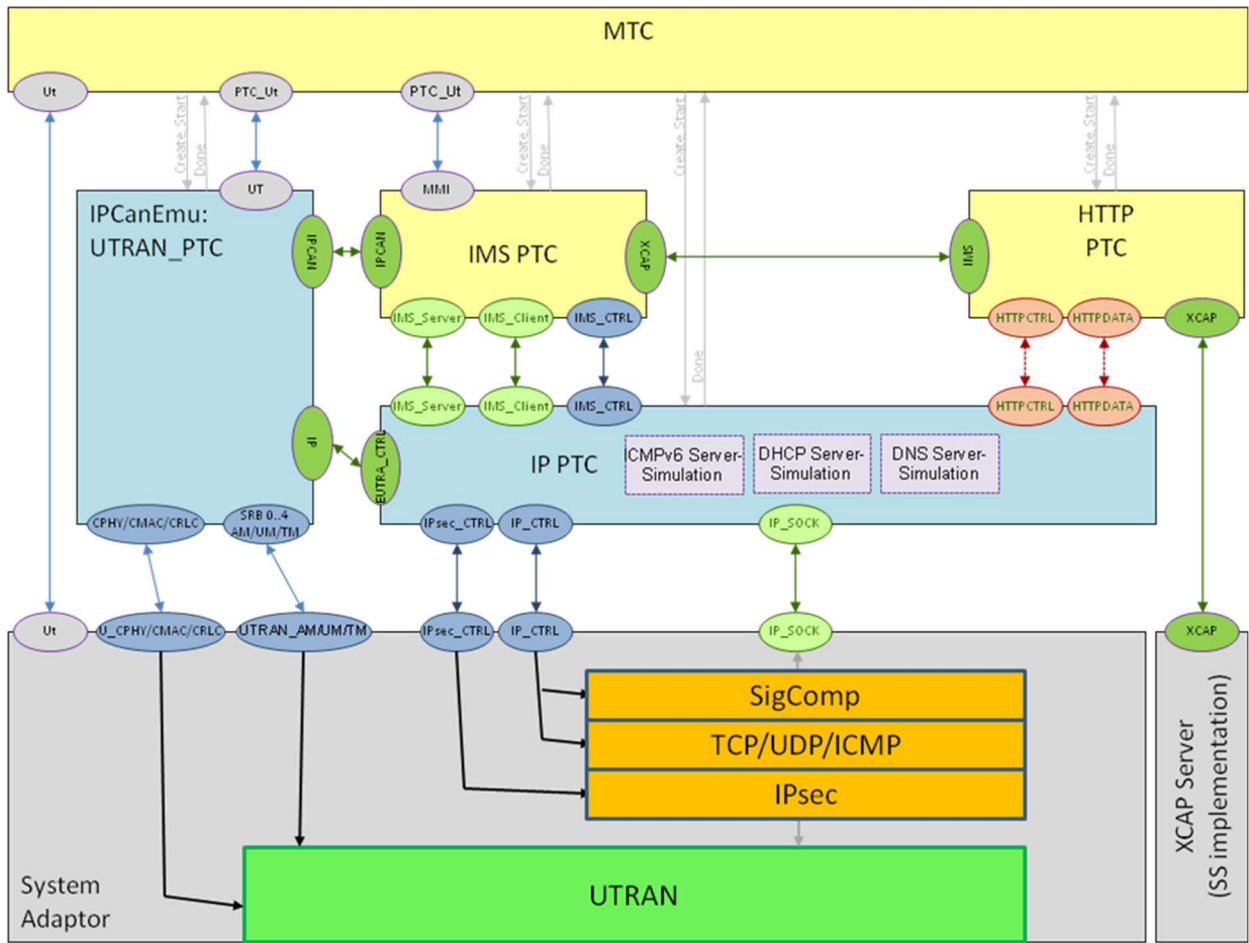 MTC
Ut
PTC_Ut
PTC_Ut
Create, Start
Done
Create, Start
Done
Create, Start
Done
Create, Start
Done
UT
MMI
IPCanEmu:
UTRAN_PTC
IPCAN
IPCAN
IMS PTC
XCAP
SMI
HTTP
PTC
IMS_Server
IMS_Client
IMS_CTRL
HTTPCTRL
HTTPDATA
XCAP
IMS_Server
IMS_Client
IMS_CTRL
HTTPCTRL
HTTPDATA
IP
EUTRA_CTRL
IP PTC
ICMPv6 Server-
Simulation
DHCP Server-
Simulation
DNS Server-
Simulation
CPHY/CMAC/CRLC
SRB 0..4
AM/UM/TM
IPsec_CTRL
IP_CTRL
IP_SOCK
Ut
U_CPHY/CMAC/CRLC
UTRAN_AM/UM/TM
IPsec_CTRL
IP_CTRL
IP_SOCK
XCAP
SigComp
TCP/UDP/ICMP
IPsec
UTRAN
System
Adaptor
XCAP Server
(SS implementation)